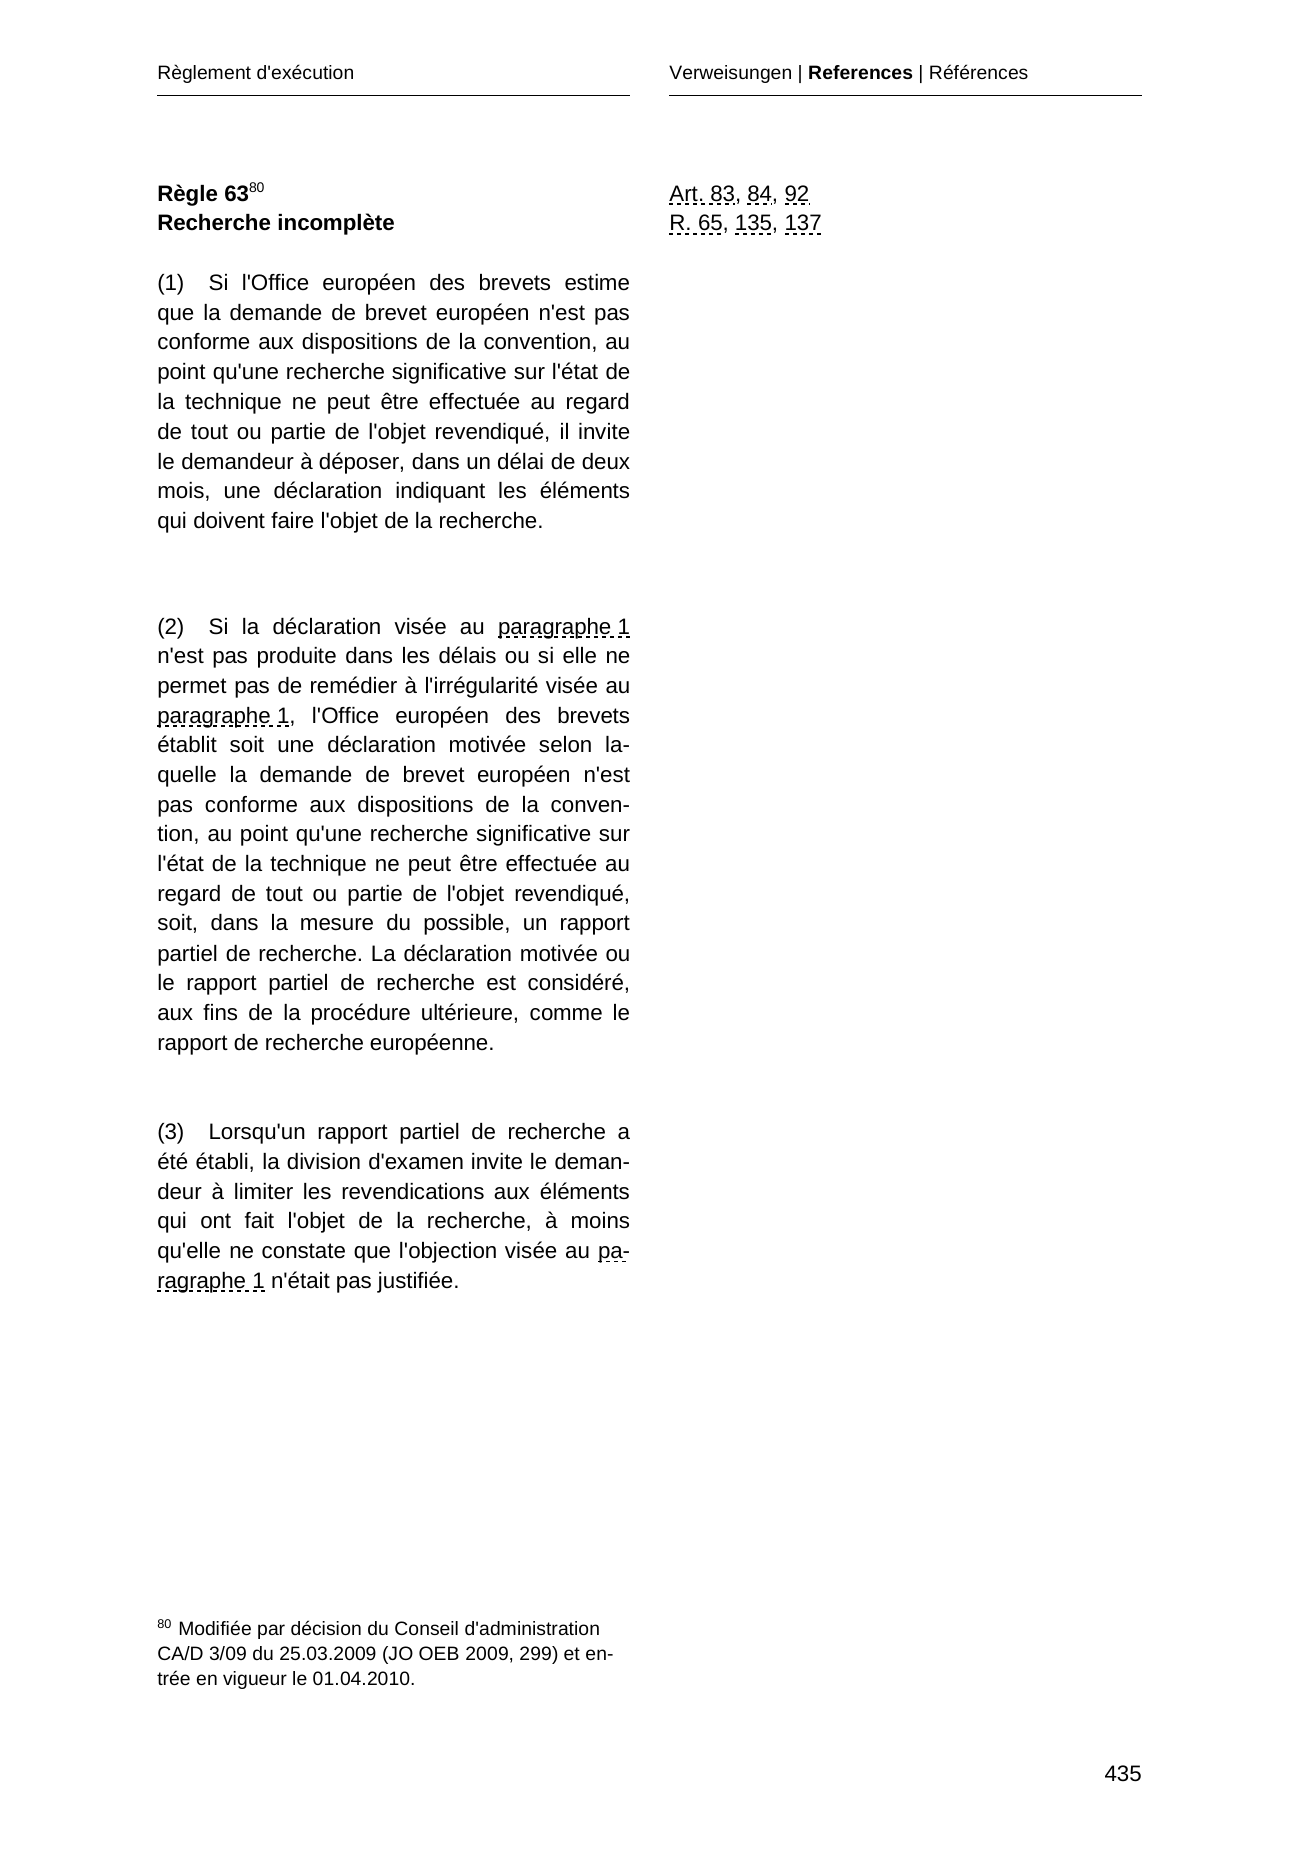 Règlement d'exécution
Verweisungen | References | Références
Règle 63⁸⁰
Recherche incomplète
Art. 83, 84, 92
R. 65, 135, 137
(1) Si l'Office européen des brevets estime
que la demande de brevet européen n'est pas
conforme aux dispositions de la convention, au
point qu'une recherche significative sur l'état de
la technique ne peut être effectuée au regard
de tout ou partie de l'objet revendiqué, il invite
le demandeur à déposer, dans un délai de deux
mois, une déclaration indiquant les éléments
qui doivent faire l'objet de la recherche.
(2) Si la déclaration visée au paragraphe 1
n'est pas produite dans les délais ou si elle ne
permet pas de remédier à l'irrégularité visée au
paragraphe 1, l'Office européen des brevets
établit soit une déclaration motivée selon la-
quelle la demande de brevet européen n'est
pas conforme aux dispositions de la conven-
tion, au point qu'une recherche significative sur
l'état de la technique ne peut être effectuée au
regard de tout ou partie de l'objet revendiqué,
soit, dans la mesure du possible, un rapport
partiel de recherche. La déclaration motivée ou
le rapport partiel de recherche est considéré,
aux fins de la procédure ultérieure, comme le
rapport de recherche européenne.
(3) Lorsqu'un rapport partiel de recherche a
été établi, la division d'examen invite le deman-
deur à limiter les revendications aux éléments
qui ont fait l'objet de la recherche, à moins
qu'elle ne constate que l'objection visée au pa-
ragraphe 1 n'était pas justifiée.
⁸⁰ Modifiée par décision du Conseil d'administration
CA/D 3/09 du 25.03.2009 (JO OEB 2009, 299) et en-
trée en vigueur le 01.04.2010.
435